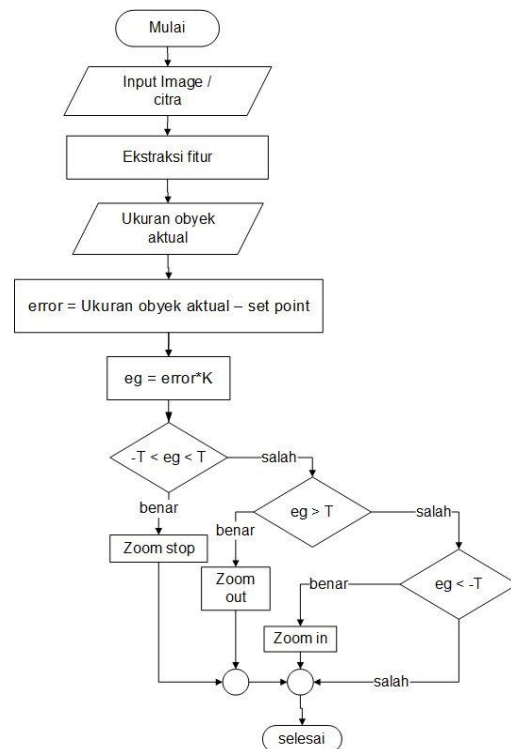 Mulai
Input Image /
citra
Ekstraksi fitur
Ukuran obyek
aktual
error = Ukuran obyek aktual – set point
eg = error*K
-T < eg < T
salah
benar
eg > T
salah
benar
Zoom stop
Zoom
out
eg < -T
benar
Zoom in
salah
selesai